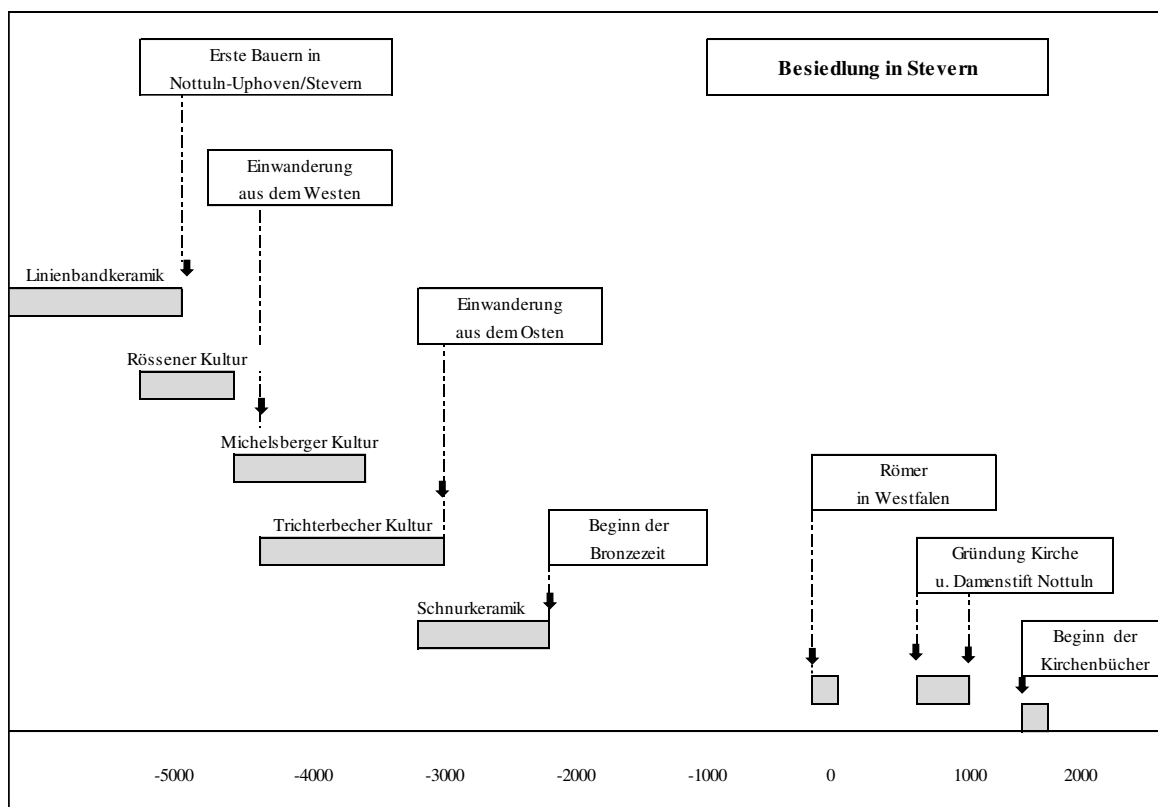 Erste Bauern in
Nottuln-Uphoven/Stevern
Besiedlung in Stevern
Einwanderung
aus dem Westen
Linienbandkeramik
Einwanderung
aus dem Osten
Rössener Kultur
Michelsberger Kultur
Römer
in Westfalen
Trichterbecher Kultur
Beginn der
Bronzezeit
Gründung Kirche
u. Damenstift Nottuln
Schnurkeramik
Beginn der
Kirchenbücher
-5000 -4000 -3000 -2000 -1000 0 1000 2000